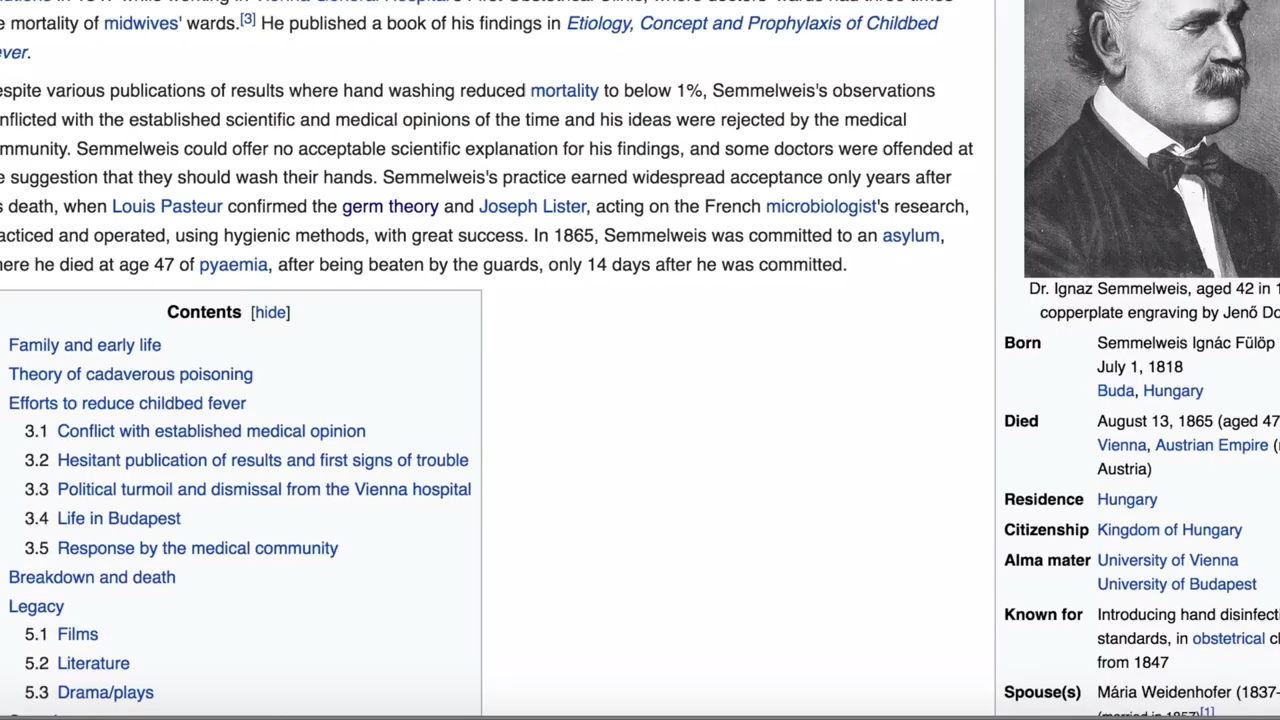 mortality of midwives' wards.[3] He published a book of his findings in Etiology, Concept and Prophylaxis of Childbed
ver.
espite various publications of results where hand washing reduced mortality to below 1%, Semmelweis's observations
nflicted with the established scientific and medical opinions of the time and his ideas were rejected by the medical
mmunity. Semmelweis could offer no acceptable scientific explanation for his findings, and some doctors were offended at
e suggestion that they should wash their hands. Semmelweis's practice earned widespread acceptance only years after
s death, when Louis Pasteur confirmed the germ theory and Joseph Lister, acting on the French microbiologist's research,
acticed and operated, using hygienic methods, with great success. In 1865, Semmelweis was committed to an asylum,
here he died at age 47 of pyaemia, after being beaten by the guards, only 14 days after he was committed.
Contents [hide]
Family and early life
Theory of cadaverous poisoning
Efforts to reduce childbed fever
3.1 Conflict with established medical opinion
3.2 Hesitant publication of results and first signs of trouble
3.3 Political turmoil and dismissal from the Vienna hospital
3.4 Life in Budapest
3.5 Response by the medical community
Breakdown and death
Legacy
5.1 Films
5.2 Literature
5.3 Drama/plays
Dr. Ignaz Semmelweis, aged 42 in 1
copperplate engraving by Jenő Do
Born Semmelweis Ignác Fülöp
July 1, 1818
Buda, Hungary
Died August 13, 1865 (aged 47
Vienna, Austrian Empire (
Austria)
Residence Hungary
Citizenship Kingdom of Hungary
Alma mater University of Vienna
University of Budapest
Known for Introducing hand disinfecti
standards, in obstetrical cl
from 1847
Spouse(s) Mária Weidenhofer (1837-
(married in 1857)[1]